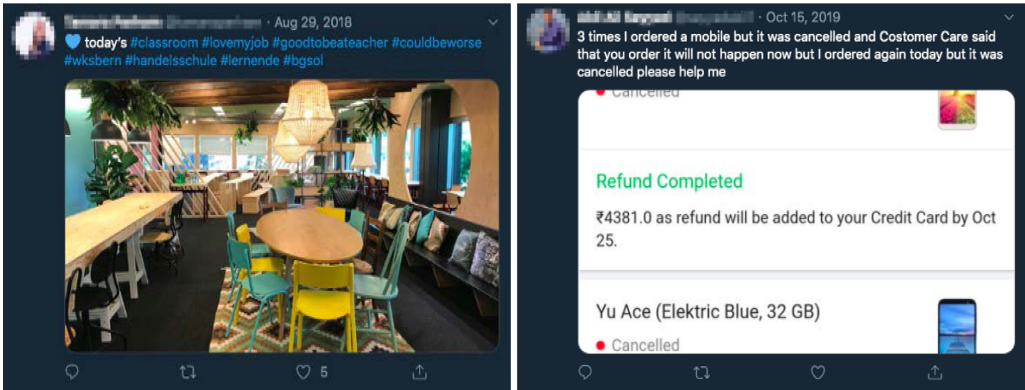 · Aug 29, 2018
today's #classroom #lovemyjob #goodtobeateacher #couldbeworse
#wksbern #handelsschule #lernende #bgsol
5
· Oct 15, 2019
3 times I ordered a mobile but it was cancelled and Costomer Care said
that you order it will not happen now but I ordered again today but it was
cancelled please help me
Cancelled
Refund Completed
₹4381.0 as refund will be added to your Credit Card by Oct
25.
Yu Ace (Elektric Blue, 32 GB)
Cancelled